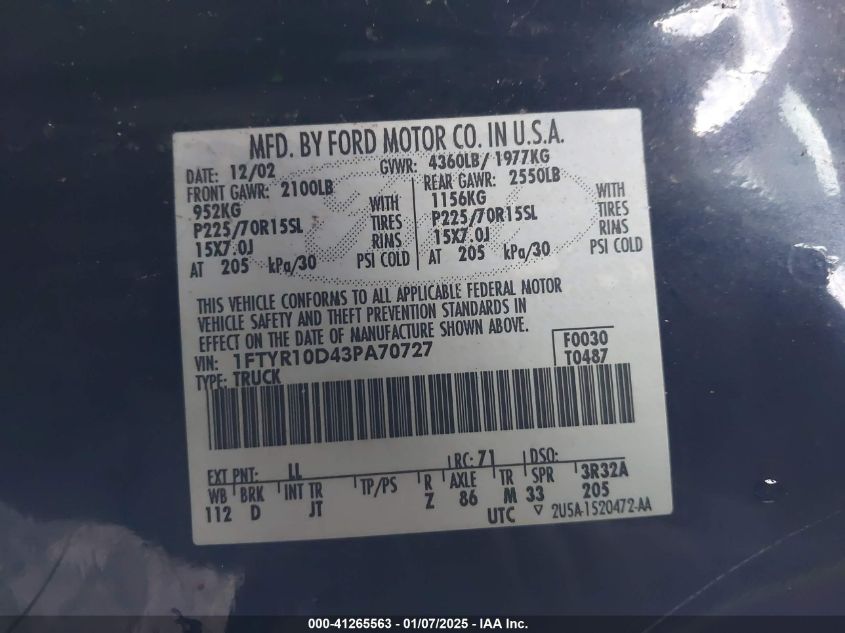 MFD. BY FORD MOTOR CO. IN U.S.A.
DATE: 12/02 GVWR: 4360LB/ 1977KG
FRONT GAWR: 2100LB REAR GAWR: 2550LB
952KG WITH 1156KG WITH
P225/70R15SL TIRES P225/70R15SL TIRES
15X7.0J RINS 15X7.0J RINS
AT 205 kPa/30 PSI COLD AT 205 kPa/30 PSI COLD
THIS VEHICLE CONFORMS TO ALL APPLICABLE FEDERAL MOTOR
VEHICLE SAFETY AND THEFT PREVENTION STANDARDS IN
EFFECT ON THE DATE OF MANUFACTURE SHOWN ABOVE.
VIN: 1FTYR10D43PA70727 F0030
TYPE: TRUCK T0487
EXT PNT: LL RC: 71 DSO:
WB BRK INT TR TP/PS R AXLE TR SPR 3R32A
112 D JT Z 86 M 33 205
UTC ▽ 2U5A-1520472-AA
000-41265563 - 01/07/2025 - IAA Inc.